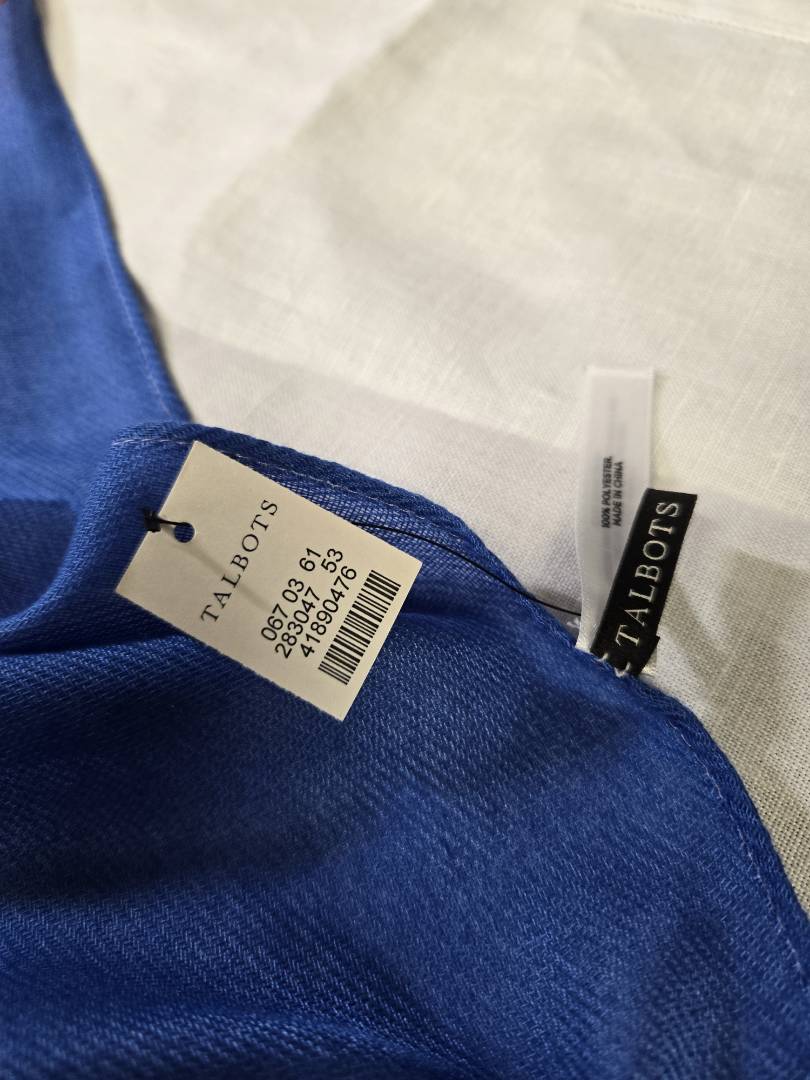 TALBOTS
067 03 61
283047 53
41890476
100% POLYESTER.
MADE IN CHINA
TALBOTS